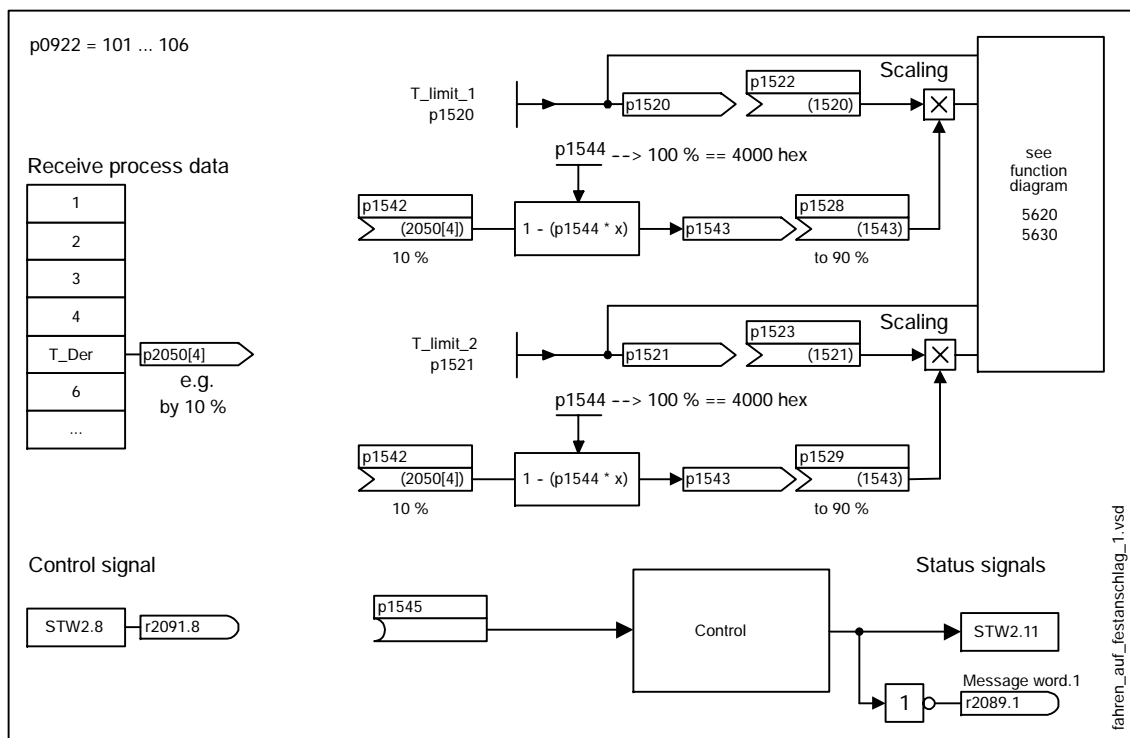 p0922 = 101 ... 106
T_limit_1
p1520
p1520
p1522
(1520)
Scaling
×
see
function
diagram
5620
5630
p1544 --> 100 % == 4000 hex
p1542
(2050[4])
10 %
1 - (p1544 * x)
p1543
p1528
(1543)
to 90 %
Receive process data
1
2
3
4
T_Der
6
...
p2050[4]
e.g.
by 10 %
T_limit_2
p1521
p1521
p1523
(1521)
Scaling
×
p1544 --> 100 % == 4000 hex
p1542
(2050[4])
10 %
1 - (p1544 * x)
p1543
p1529
(1543)
to 90 %
Control signal
STW2.8
r2091.8
p1545
Control
Status signals
STW2.11
Message word.1
1
r2089.1
fahren_auf_festanschlag_1.vsd